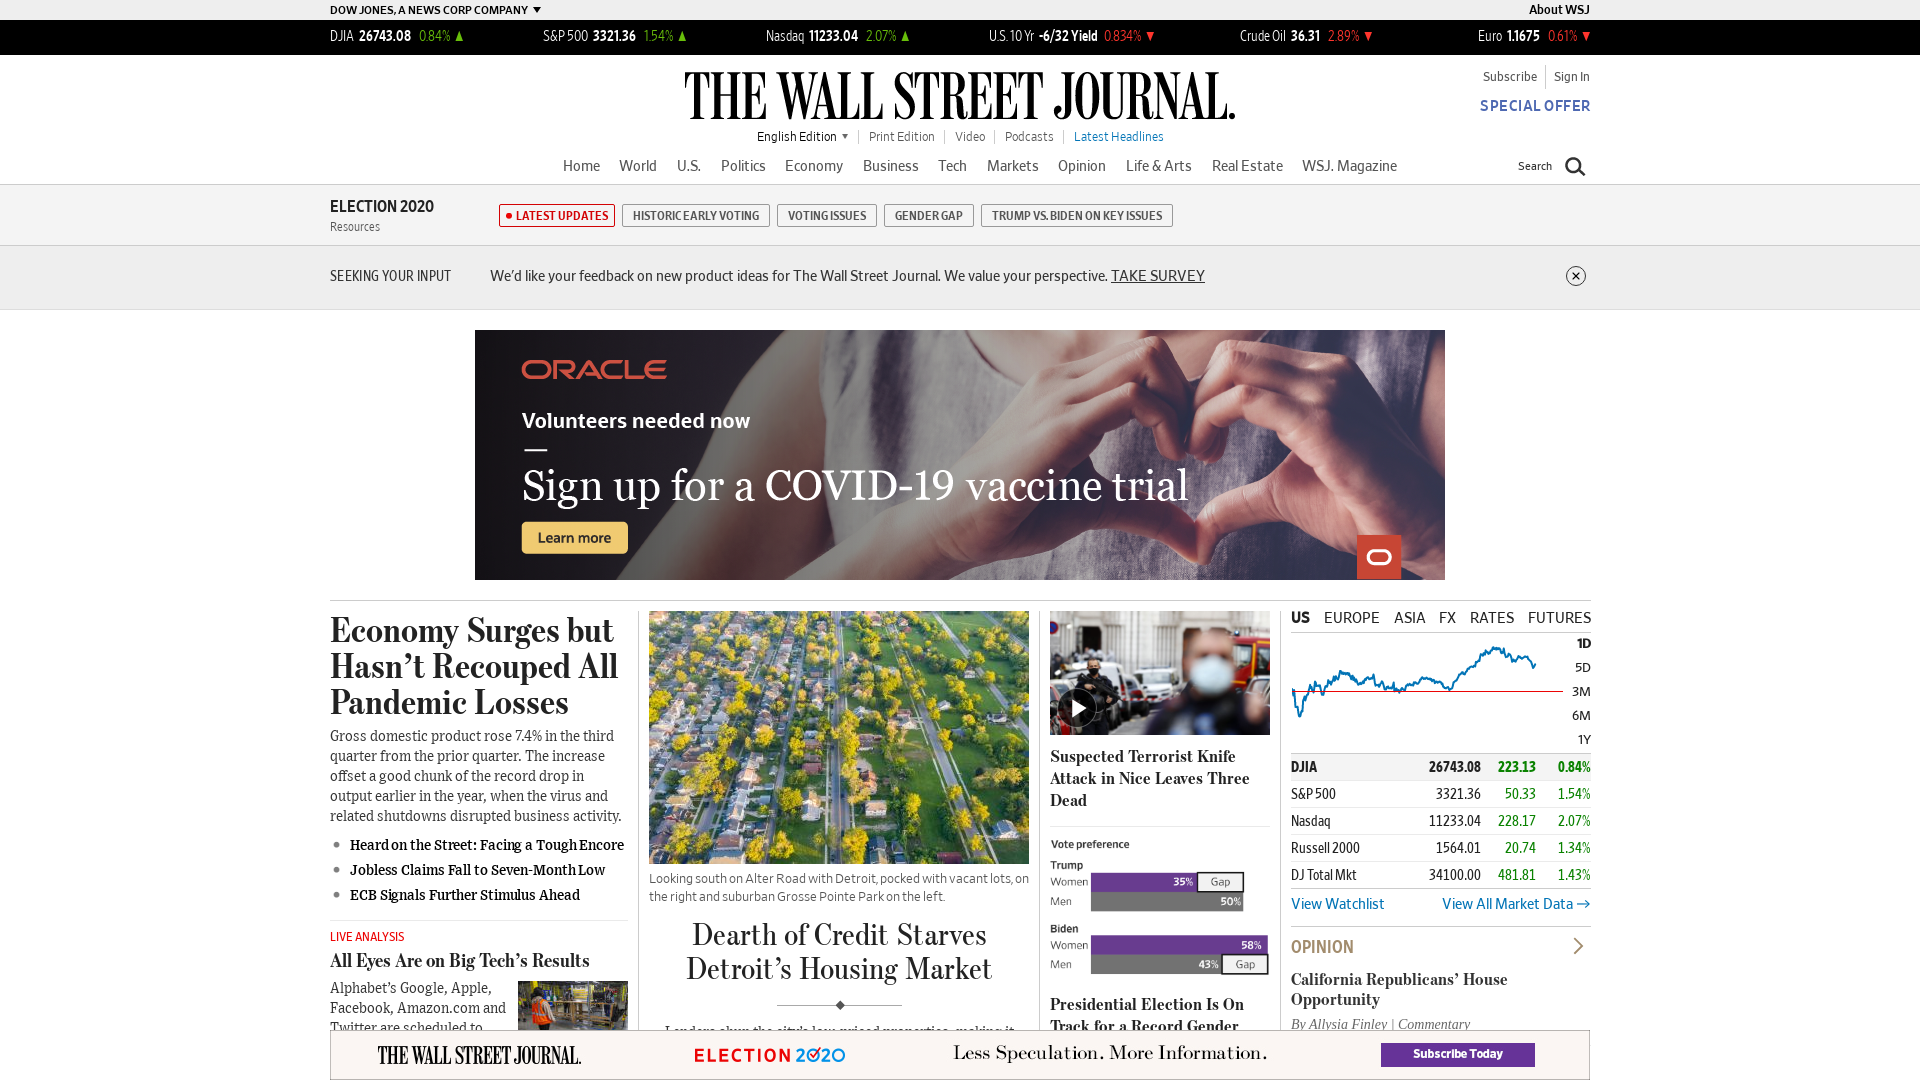 DOW JONES, A NEWS CORP COMPANY
About WSJ
DJIA 26743.08 0.84%
S&P 500 3321.36 1.54%
Nasdaq 11233.04 2.07%
U.S. 10 Yr -6/32 Yield 0.834%
Crude Oil 36.31 2.89%
Euro 1.1675 0.61%
THE WALL STREET JOURNAL.
Subscribe
Sign In
SPECIAL OFFER
English Edition
Print Edition
Video
Podcasts
Latest Headlines
Home World U.S. Politics Economy Business Tech Markets Opinion Life & Arts Real Estate WSJ. Magazine
Search
ELECTION 2020
Resources
LATEST UPDATES
HISTORIC EARLY VOTING
VOTING ISSUES
GENDER GAP
TRUMP VS. BIDEN ON KEY ISSUES
SEEKING YOUR INPUT
We’d like your feedback on new product ideas for The Wall Street Journal. We value your perspective. TAKE SURVEY
ORACLE
Volunteers needed now
Sign up for a COVID-19 vaccine trial
Learn more
Economy Surges but
Hasn’t Recouped All
Pandemic Losses
Gross domestic product rose 7.4% in the third
quarter from the prior quarter. The increase
offset a good chunk of the record drop in
output earlier in the year, when the virus and
related shutdowns disrupted business activity.
Heard on the Street: Facing a Tough Encore
Jobless Claims Fall to Seven-Month Low
ECB Signals Further Stimulus Ahead
LIVE ANALYSIS
All Eyes Are on Big Tech’s Results
Alphabet’s Google, Apple,
Facebook, Amazon.com and
Twitter are scheduled to
Looking south on Alter Road with Detroit, pocked with vacant lots, on
the right and suburban Grosse Pointe Park on the left.
Dearth of Credit Starves
Detroit’s Housing Market
Lenders shun the city’s low-priced properties, making it
Suspected Terrorist Knife
Attack in Nice Leaves Three
Dead
Vote preference
Trump
Women 35% Gap
Men 50%
Biden
Women 58%
Men 43% Gap
Presidential Election Is On
Track for a Record Gender
US EUROPE ASIA FX RATES FUTURES
1D
5D
3M
6M
1Y
DJIA 26743.08 223.13 0.84%
S&P 500 3321.36 50.33 1.54%
Nasdaq 11233.04 228.17 2.07%
Russell 2000 1564.01 20.74 1.34%
DJ Total Mkt 34100.00 481.81 1.43%
View Watchlist
View All Market Data
OPINION
California Republicans’ House
Opportunity
By Allysia Finley | Commentary
THE WALL STREET JOURNAL.
ELECTION 2020
Less Speculation. More Information.
Subscribe Today